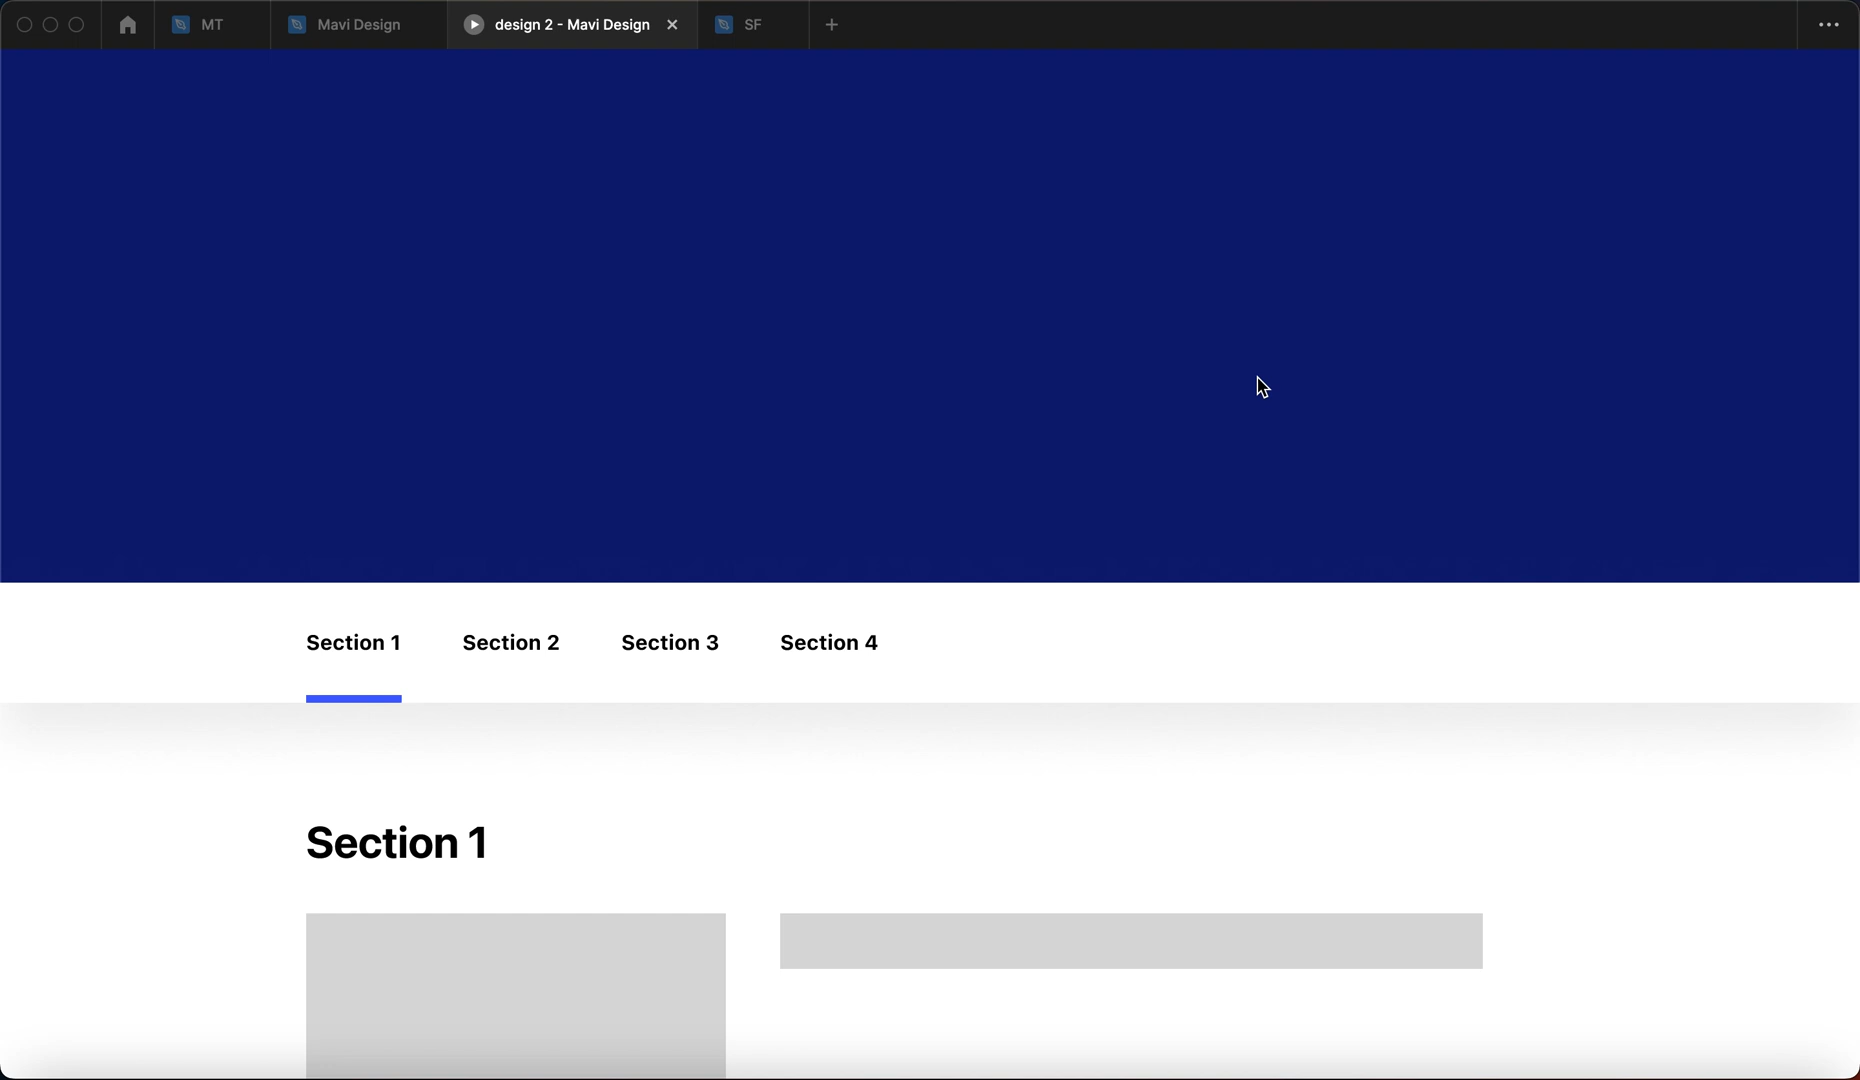 MT
Mavi Design
design 2 - Mavi Design
SF
Section 1
Section 2
Section 3
Section 4
Section 1